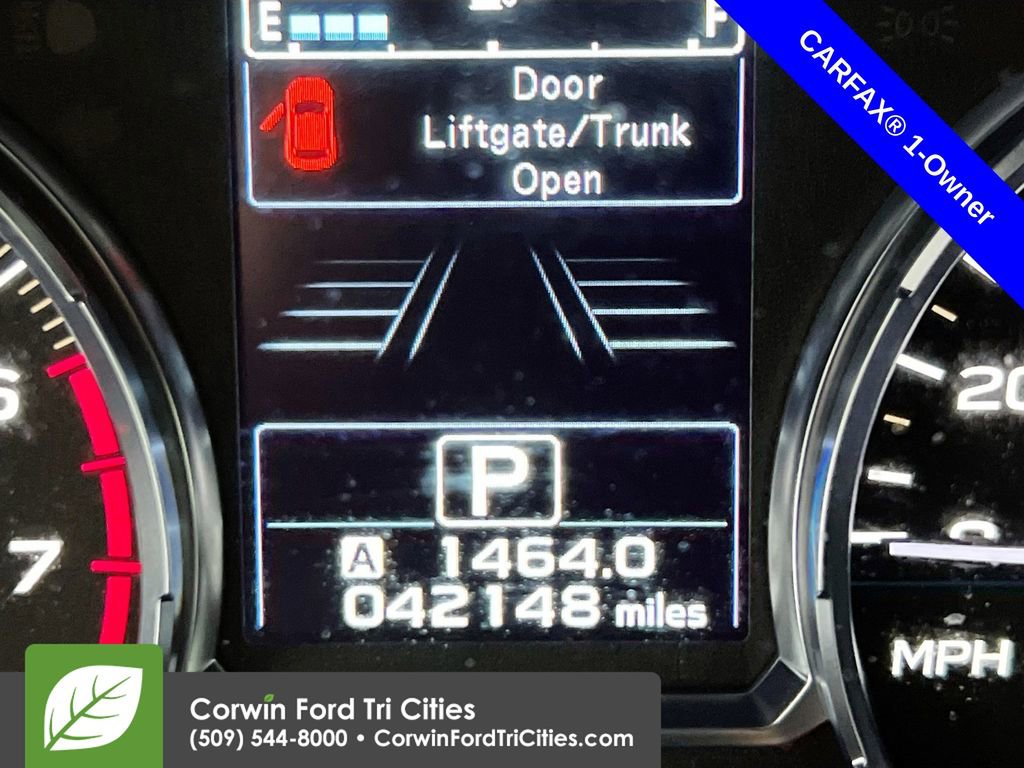 E
F
Door
Liftgate/Trunk
Open
CARFAX® 1-Owner
6
7
20
0
P
A 1464.0
042148 miles
MPH
Corwin Ford Tri Cities
(509) 544-8000 • CorwinFordTriCities.com